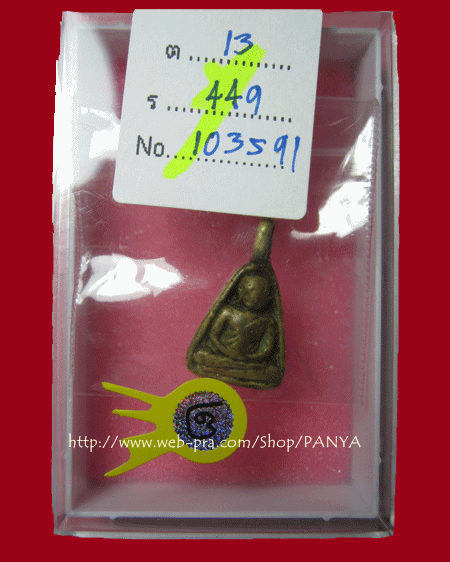 ต ............ 13
ร ............ 449
No. ............ 103591
http://www.web-pra.com/Shop/PANYA